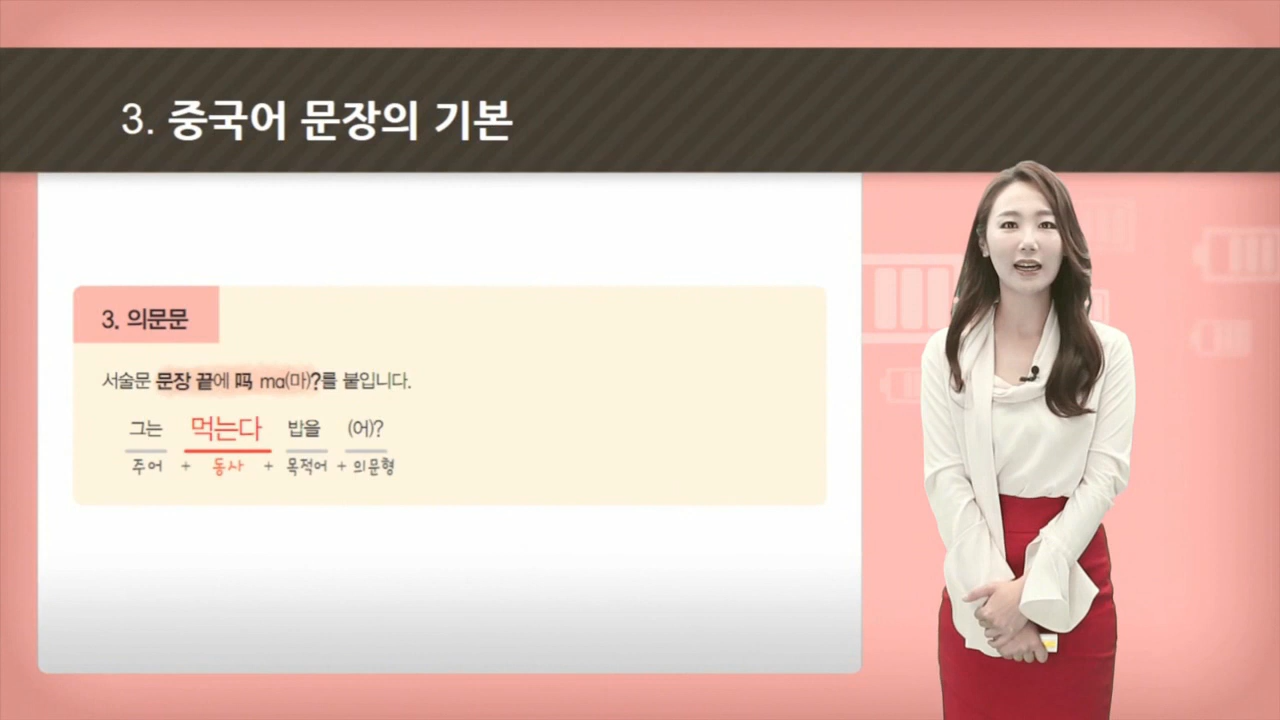 3. 중국어 문장의 기본
3. 의문문
서술문 문장 끝에 吗 ma(마)?를 붙입니다.
그는 먹는다 밥을 (어)?
주어 + 동사 + 목적어 + 의문형